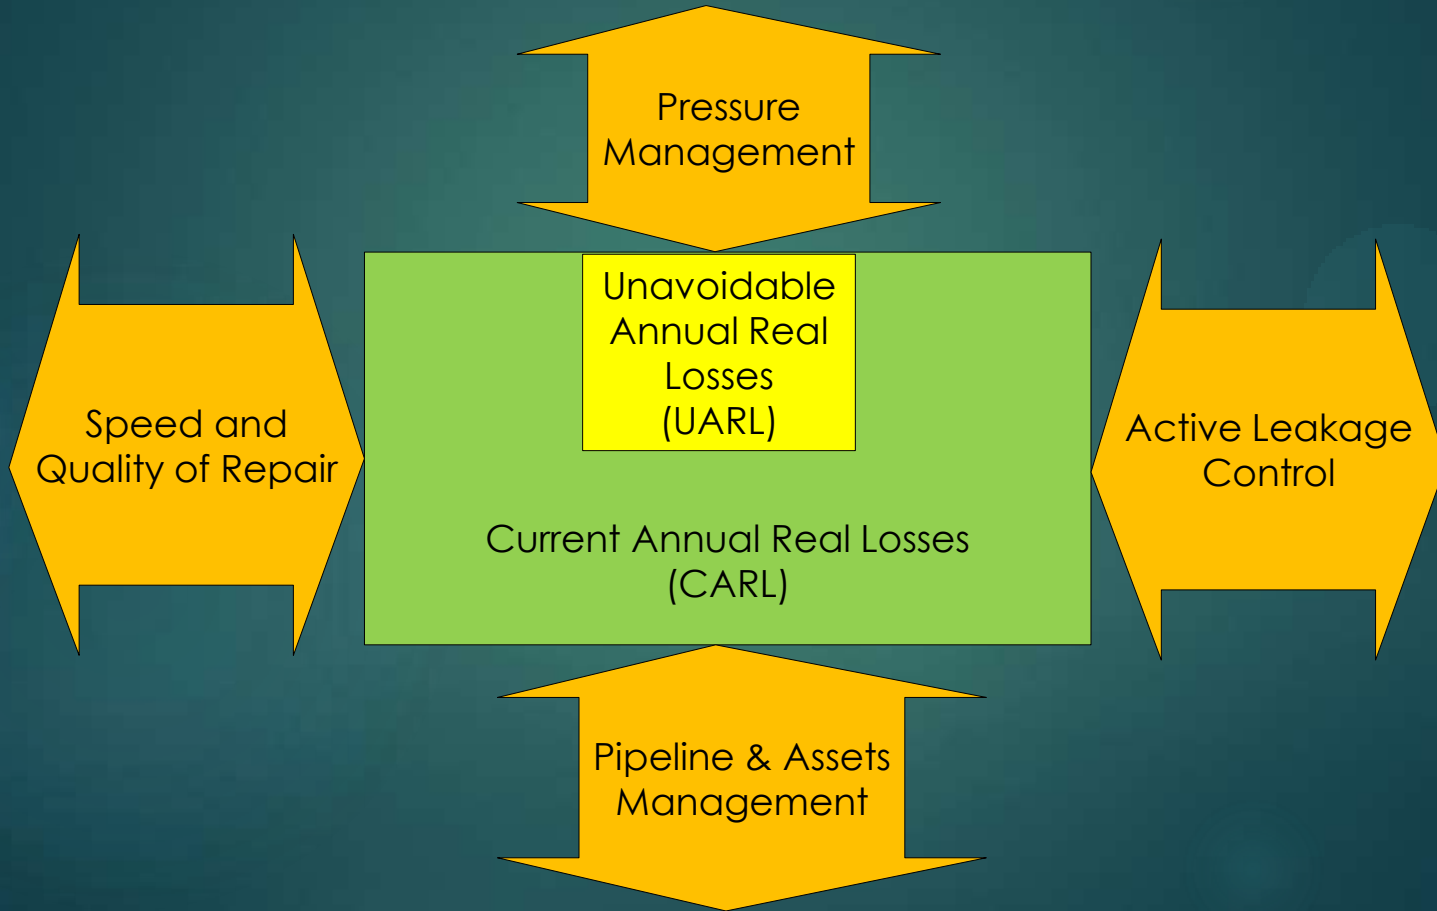 Pressure
Management
Unavoidable
Annual Real
Losses
(UARL)
Speed and
Quality of Repair
Active Leakage
Control
Current Annual Real Losses
(CARL)
Pipeline & Assets
Management